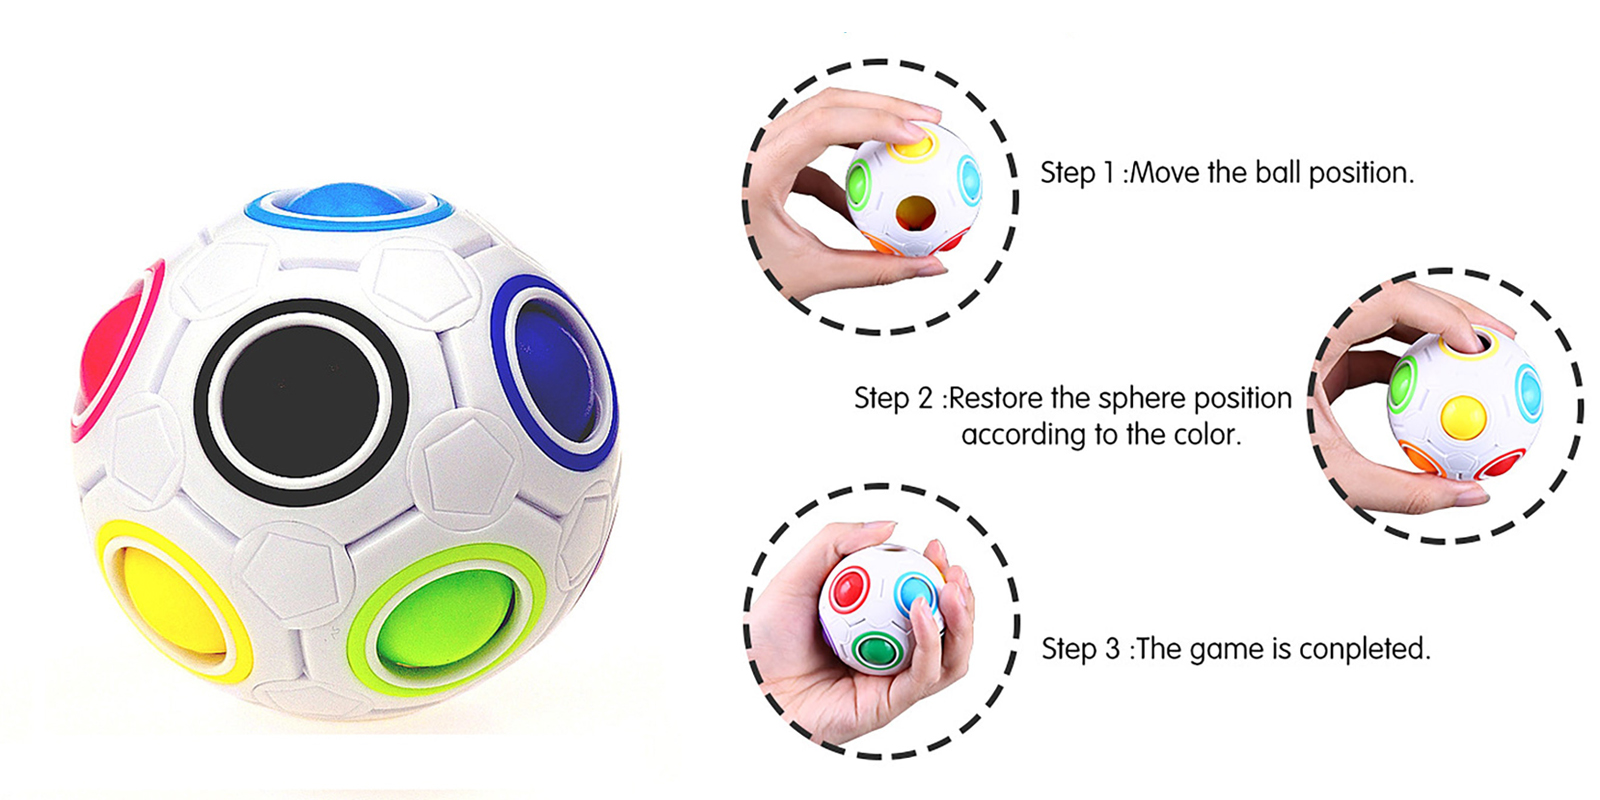 Step 1 :Move the ball position.
Step 2 :Restore the sphere position
according to the color.
Step 3 :The game is conpleted.